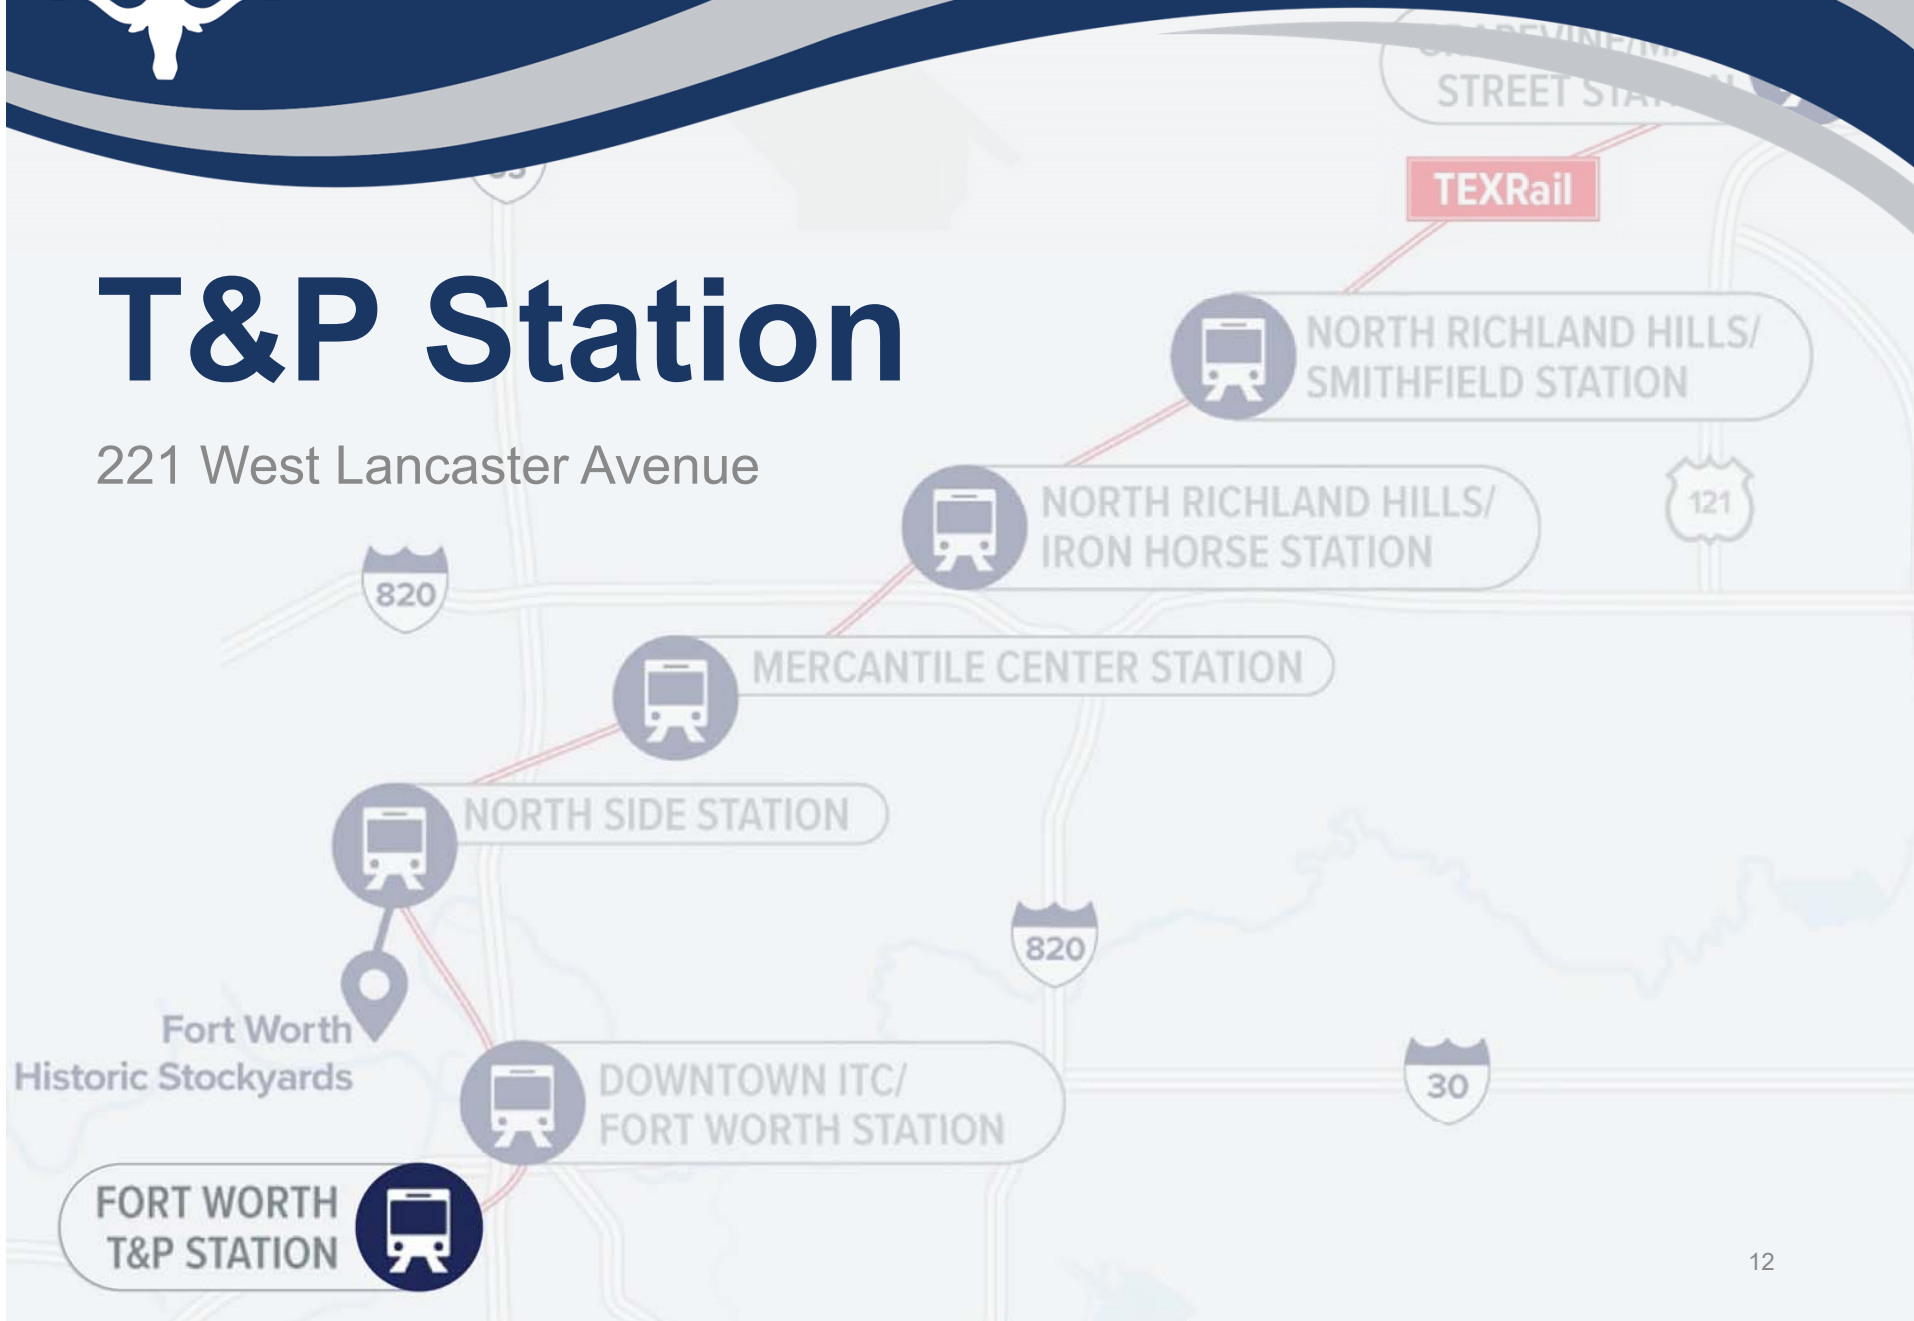 STREET
TEXRail
T&P Station
NORTH RICHLAND HILLS/
SMITHFIELD STATION
221 West Lancaster Avenue
NORTH RICHLAND HILLS/
IRON HORSE STATION
121
820
MERCANTILE CENTER STATION
NORTH SIDE STATION
820
Fort Worth
Historic Stockyards
DOWNTOWN ITC/
FORT WORTH STATION
30
FORT WORTH
T&P STATION
12